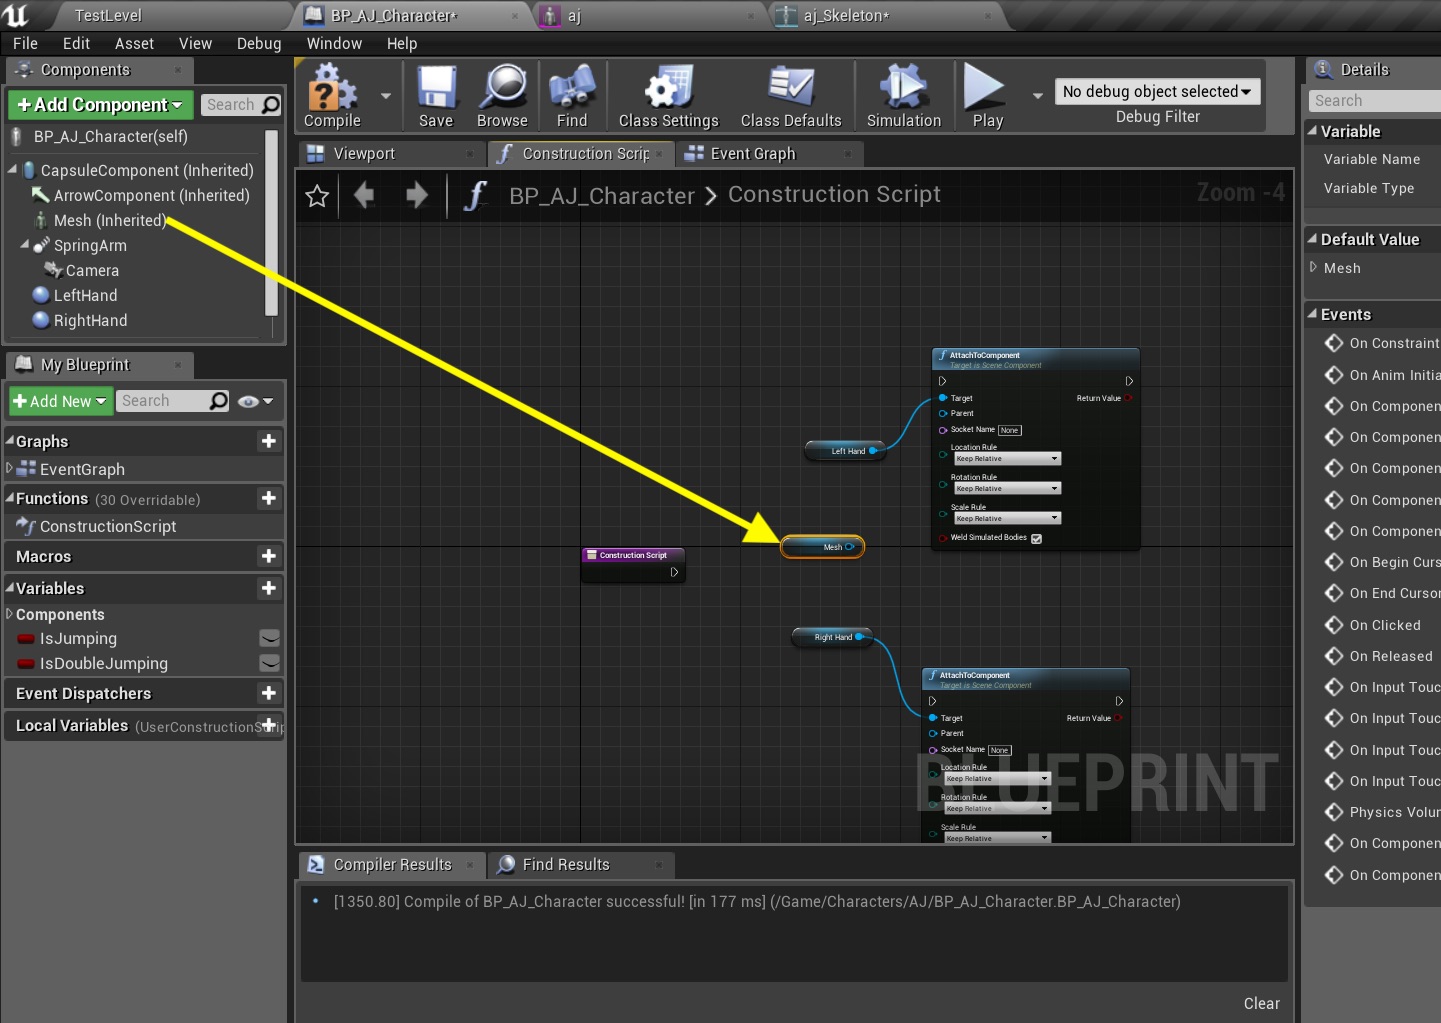 TestLevel
BP_AJ_Character*
aj
aj_Skeleton*
File Edit Asset View Debug Window Help
Components
Add Component
Search
BP_AJ_Character(self)
CapsuleComponent (Inherited)
ArrowComponent (Inherited)
Mesh (Inherited)
SpringArm
Camera
LeftHand
RightHand
My Blueprint
Add New
Search
Graphs
EventGraph
Functions (30 Overridable)
ConstructionScript
Macros
Variables
Components
IsJumping
IsDoubleJumping
Event Dispatchers
Local Variables (UserConstructionScrip
Compile
Save
Browse
Find
Class Settings
Class Defaults
Simulation
Play
No debug object selected
Debug Filter
Viewport
Construction Scrip
Event Graph
BP_AJ_Character > Construction Script
Zoom -4
AttachToComponent
Target is Scene Component
Target
Return Value
Parent
Socket Name None
Location Rule
Keep Relative
Rotation Rule
Keep Relative
Scale Rule
Keep Relative
Weld Simulated Bodies
Left Hand
Mesh
Construction Script
Right Hand
AttachToComponent
Target is Scene Component
Target
Return Value
Parent
Socket Name None
Location Rule
Keep Relative
Rotation Rule
Keep Relative
Scale Rule
Keep Relative
BLUEPRINT
Compiler Results
Find Results
[1350.80] Compile of BP_AJ_Character successful! [in 177 ms] (/Game/Characters/AJ/BP_AJ_Character.BP_AJ_Character)
Clear
Details
Search
Variable
Variable Name
Variable Type
Default Value
Mesh
Events
On Constraint
On Anim Initia
On Componen
On Componen
On Componen
On Componen
On Componen
On Begin Curs
On End Cursor
On Clicked
On Released
On Input Touc
On Input Touc
On Input Touc
On Input Touc
Physics Volum
On Componen
On Componen